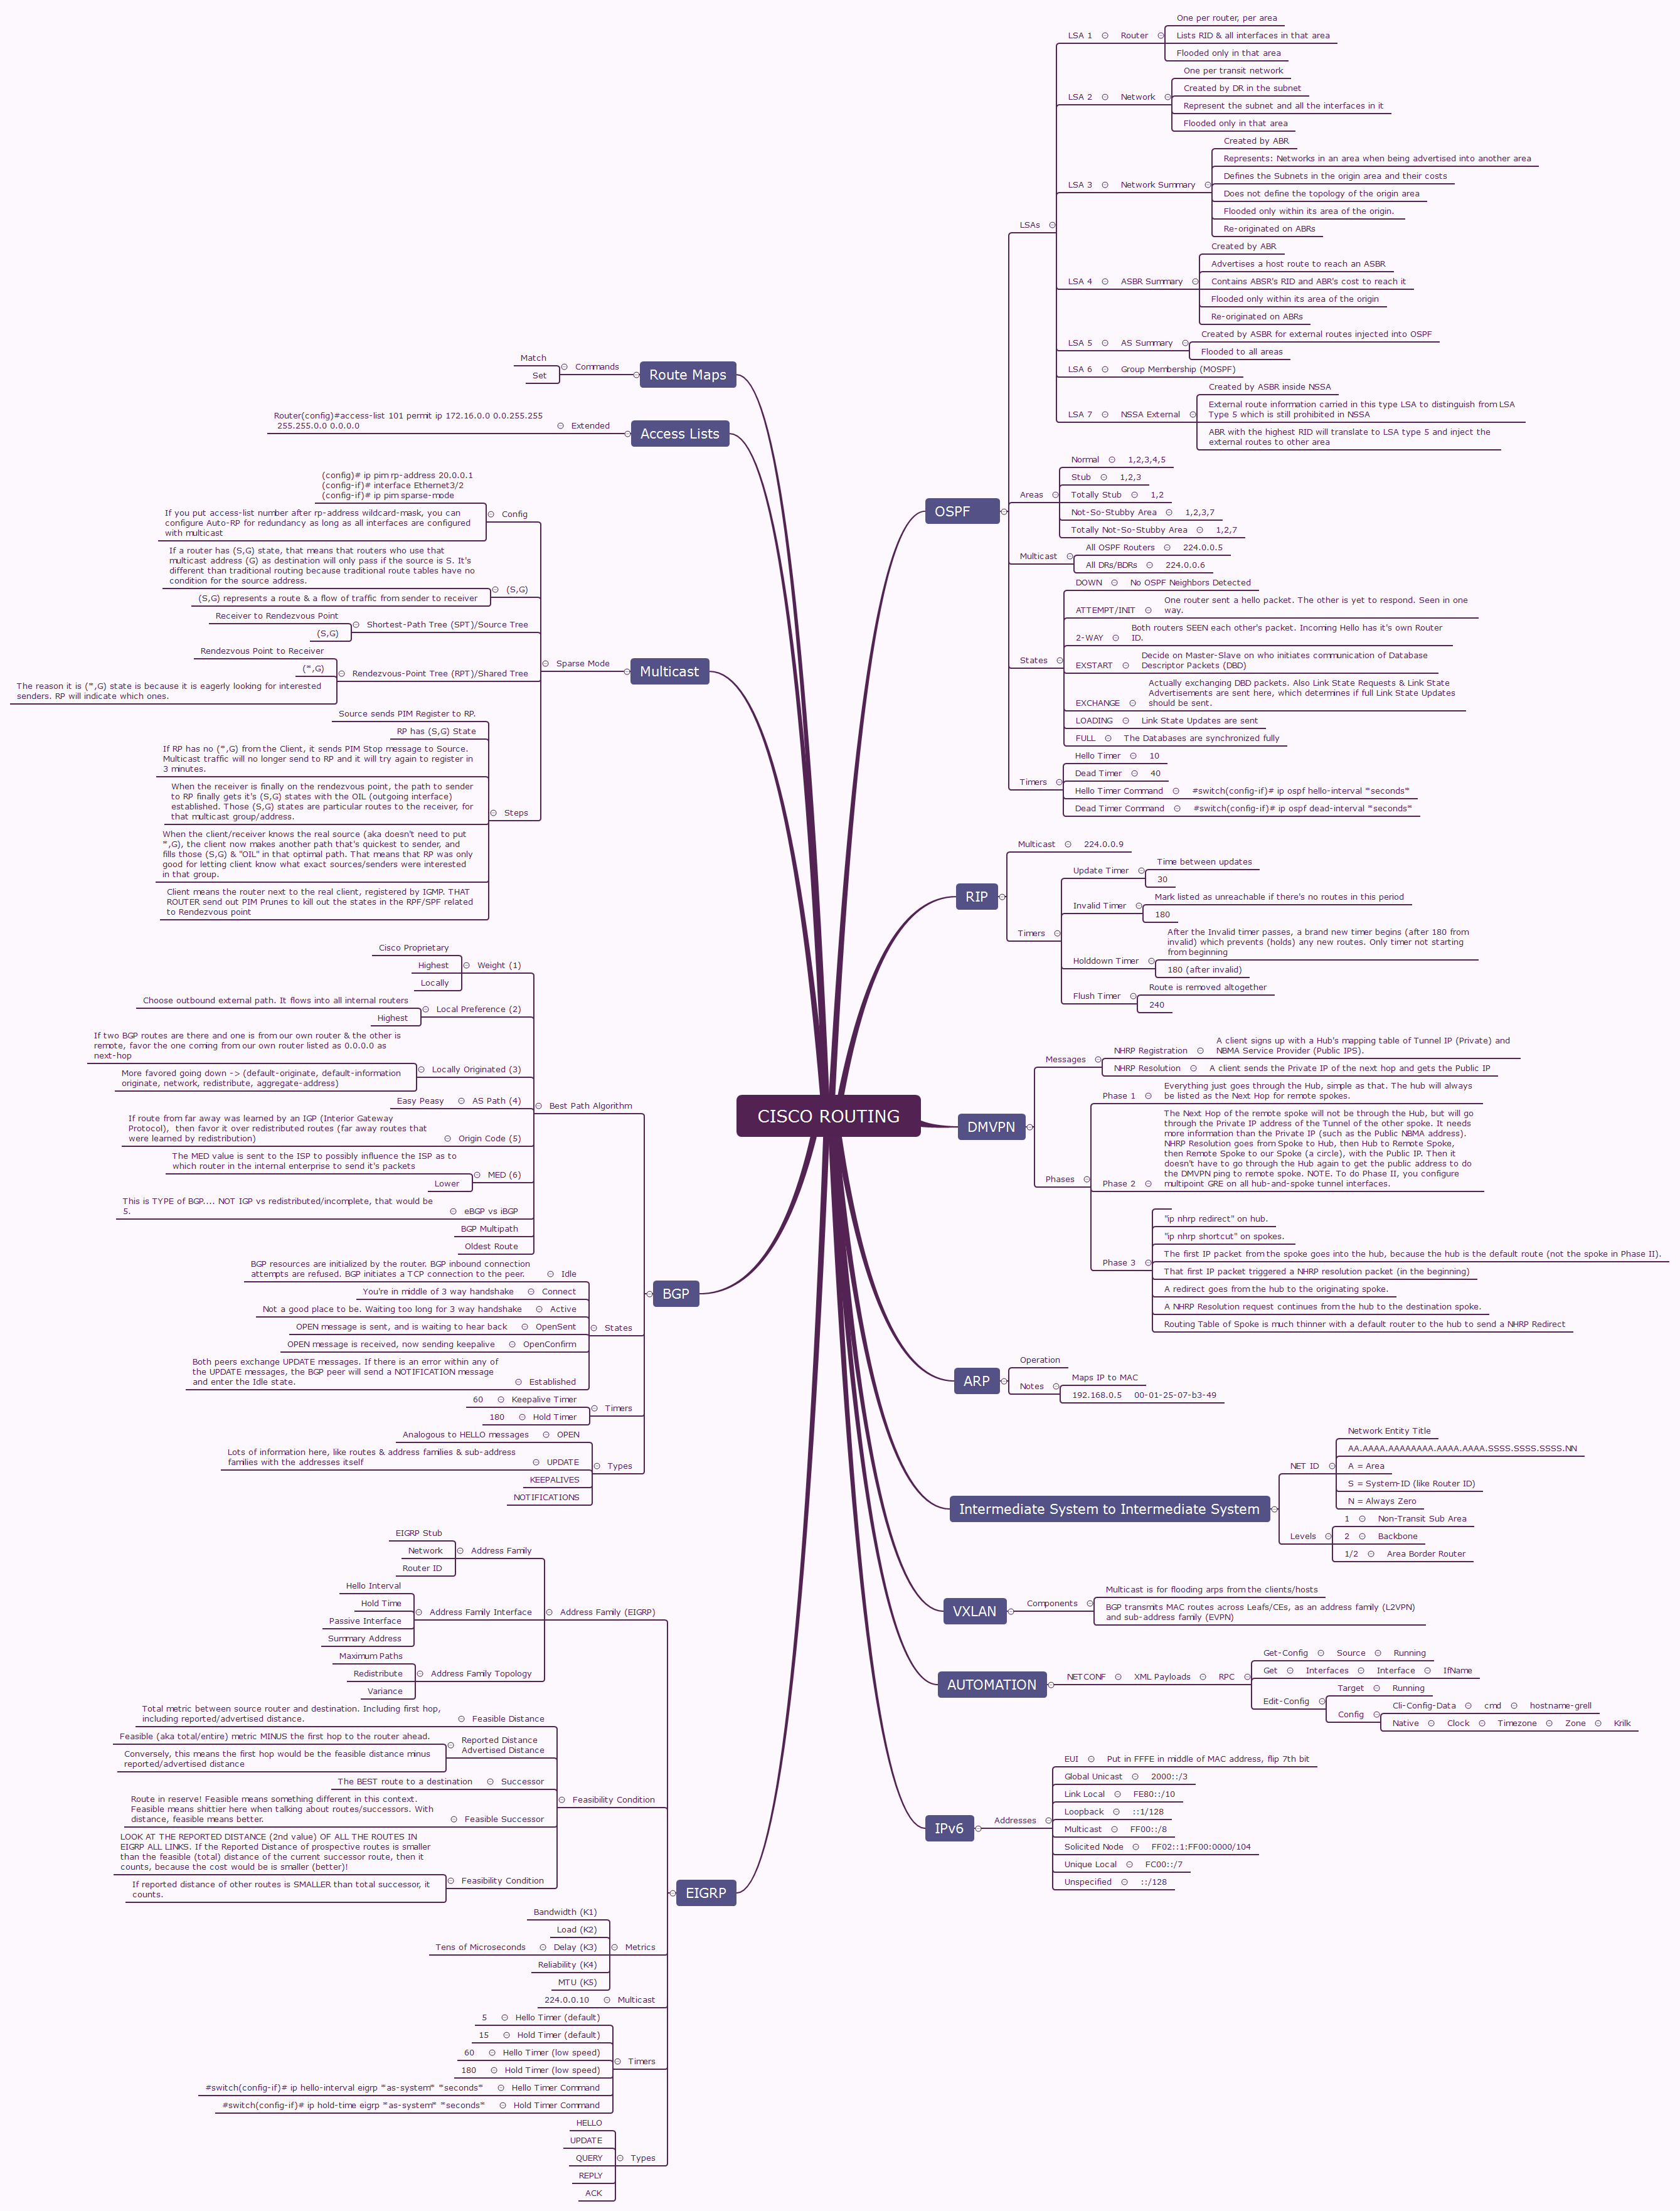 CISCO ROUTING
Route Maps
Commands
Match
Set
Access Lists
Extended
Router(config)#access-list 101 permit ip 172.16.0.0 0.0.255.255
255.255.0.0 0.0.0.0
Multicast
Sparse Mode
Config
(config)# ip pim rp-address 20.0.0.1
(config-if)# interface Ethernet3/2
(config-if)# ip pim sparse-mode
If you put access-list number after rp-address wildcard-mask, you can
configure Auto-RP for redundancy as long as all interfaces are configured
with multicast
(S,G)
If a router has (S,G) state, that means that routers who use that
multicast address (G) as destination will only pass if the source is S. It's
different than traditional routing because traditional route tables have no
condition for the source address.
(S,G) represents a route & a flow of traffic from sender to receiver
Shortest-Path Tree (SPT)/Source Tree
Receiver to Rendezvous Point
(S,G)
Rendezvous-Point Tree (RPT)/Shared Tree
Rendezvous Point to Receiver
(*,G)
The reason it is (*,G) state is because it is eagerly looking for interested
senders. RP will indicate which ones.
Steps
Source sends PIM Register to RP.
RP has (S,G) State
If RP has no (*,G) from the Client, it sends PIM Stop message to Source.
Multicast traffic will no longer send to RP and it will try again to register in
3 minutes.
When the receiver is finally on the rendezvous point, the path to sender
to RP finally gets it's (S,G) states with the OIL (outgoing interface)
established. Those (S,G) states are particular routes to the receiver, for
that multicast group/address.
When the client/receiver knows the real source (aka doesn't need to put
*,G), the client now makes another path that's quickest to sender, and
fills those (S,G) & "OIL" in that optimal path. That means that RP was only
good for letting client know what exact sources/senders were interested
in that group.
Client means the router next to the real client, registered by IGMP. THAT
ROUTER send out PIM Prunes to kill out the states in the RPF/SPF related
to Rendezvous point
BGP
Best Path Algorithm
Weight (1)
Cisco Proprietary
Highest
Locally
Local Preference (2)
Choose outbound external path. It flows into all internal routers
Highest
Locally Originated (3)
If two BGP routes are there and one is from our own router & the other is
remote, favor the one coming from our own router listed as 0.0.0.0 as
next-hop
More favored going down -> (default-originate, default-information
originate, network, redistribute, aggregate-address)
AS Path (4)
Easy Peasy
Origin Code (5)
If route from far away was learned by an IGP (Interior Gateway
Protocol),  then favor it over redistributed routes (far away routes that
were learned by redistribution)
MED (6)
The MED value is sent to the ISP to possibly influence the ISP as to
which router in the internal enterprise to send it's packets
Lower
eBGP vs iBGP
This is TYPE of BGP.... NOT IGP vs redistributed/incomplete, that would be
5.
BGP Multipath
Oldest Route
States
Idle
BGP resources are initialized by the router. BGP inbound connection
attempts are refused. BGP initiates a TCP connection to the peer.
Connect
You're in middle of 3 way handshake
Active
Not a good place to be. Waiting too long for 3 way handshake
OpenSent
OPEN message is sent, and is waiting to hear back
OpenConfirm
OPEN message is received, now sending keepalive
Established
Both peers exchange UPDATE messages. If there is an error within any of
the UPDATE messages, the BGP peer will send a NOTIFICATION message
and enter the Idle state.
Timers
Keepalive Timer
60
Hold Timer
180
Types
OPEN
Analogous to HELLO messages
UPDATE
Lots of information here, like routes & address families & sub-address
families with the addresses itself
KEEPALIVES
NOTIFICATIONS
EIGRP
Address Family (EIGRP)
Address Family
EIGRP Stub
Network
Router ID
Address Family Interface
Hello Interval
Hold Time
Passive Interface
Summary Address
Address Family Topology
Maximum Paths
Redistribute
Variance
Feasibility Condition
Feasible Distance
Total metric between source router and destination. Including first hop,
including reported/advertised distance.
Reported Distance
Advertised Distance
Feasible (aka total/entire) metric MINUS the first hop to the router ahead.
Conversely, this means the first hop would be the feasible distance minus
reported/advertised distance
Successor
The BEST route to a destination
Feasible Successor
Route in reserve! Feasible means something different in this context.
Feasible means shittier here when talking about routes/successors. With
distance, feasible means better.
Feasibility Condition
LOOK AT THE REPORTED DISTANCE (2nd value) OF ALL THE ROUTES IN
EIGRP ALL LINKS. If the Reported Distance of prospective routes is smaller
than the feasible (total) distance of the current successor route, then it
counts, because the cost would be is smaller (better)!
If reported distance of other routes is SMALLER than total successor, it
counts.
Metrics
Bandwidth (K1)
Load (K2)
Delay (K3)
Tens of Microseconds
Reliability (K4)
MTU (K5)
Multicast
224.0.0.10
Timers
Hello Timer (default)
5
Hold Timer (default)
15
Hello Timer (low speed)
60
Hold Timer (low speed)
180
Hello Timer Command
#switch(config-if)# ip hello-interval eigrp *as-system* *seconds*
Hold Timer Command
#switch(config-if)# ip hold-time eigrp *as-system* *seconds*
Types
HELLO
UPDATE
QUERY
REPLY
ACK
OSPF
LSAs
LSA 1
Router
One per router, per area
Lists RID & all interfaces in that area
Flooded only in that area
LSA 2
Network
One per transit network
Created by DR in the subnet
Represent the subnet and all the interfaces in it
Flooded only in that area
LSA 3
Network Summary
Created by ABR
Represents: Networks in an area when being advertised into another area
Defines the Subnets in the origin area and their costs
Does not define the topology of the origin area
Flooded only within its area of the origin.
Re-originated on ABRs
LSA 4
ASBR Summary
Created by ABR
Advertises a host route to reach an ASBR
Contains ABSR's RID and ABR's cost to reach it
Flooded only within its area of the origin
Re-originated on ABRs
LSA 5
AS Summary
Created by ASBR for external routes injected into OSPF
Flooded to all areas
LSA 6
Group Membership (MOSPF)
LSA 7
NSSA External
Created by ASBR inside NSSA
External route information carried in this type LSA to distinguish from LSA
Type 5 which is still prohibited in NSSA
ABR with the highest RID will translate to LSA type 5 and inject the
external routes to other area
Areas
Normal
1,2,3,4,5
Stub
1,2,3
Totally Stub
1,2
Not-So-Stubby Area
1,2,3,7
Totally Not-So-Stubby Area
1,2,7
Multicast
All OSPF Routers
224.0.0.5
All DRs/BDRs
224.0.0.6
States
DOWN
No OSPF Neighbors Detected
ATTEMPT/INIT
One router sent a hello packet. The other is yet to respond. Seen in one
way.
2-WAY
Both routers SEEN each other's packet. Incoming Hello has it's own Router
ID.
EXSTART
Decide on Master-Slave on who initiates communication of Database
Descriptor Packets (DBD)
EXCHANGE
Actually exchanging DBD packets. Also Link State Requests & Link State
Advertisements are sent here, which determines if full Link State Updates
should be sent.
LOADING
Link State Updates are sent
FULL
The Databases are synchronized fully
Timers
Hello Timer
10
Dead Timer
40
Hello Timer Command
#switch(config-if)# ip ospf hello-interval *seconds*
Dead Timer Command
#switch(config-if)# ip ospf dead-interval *seconds*
RIP
Multicast
224.0.0.9
Timers
Update Timer
Time between updates
30
Invalid Timer
Mark listed as unreachable if there's no routes in this period
180
Holddown Timer
After the Invalid timer passes, a brand new timer begins (after 180 from
invalid) which prevents (holds) any new routes. Only timer not starting
from beginning
180 (after invalid)
Flush Timer
Route is removed altogether
240
DMVPN
Messages
NHRP Registration
A client signs up with a Hub's mapping table of Tunnel IP (Private) and
NBMA Service Provider (Public IPS).
NHRP Resolution
A client sends the Private IP of the next hop and gets the Public IP
Phases
Phase 1
Everything just goes through the Hub, simple as that. The hub will always
be listed as the Next Hop for remote spokes.
Phase 2
The Next Hop of the remote spoke will not be through the Hub, but will go
through the Private IP address of the Tunnel of the other spoke. It needs
more information than the Private IP (such as the Public NBMA address).
NHRP Resolution goes from Spoke to Hub, then Hub to Remote Spoke,
then Remote Spoke to our Spoke (a circle), with the Public IP. Then it
doesn't have to go through the Hub again to get the public address to do
the DMVPN ping to remote spoke. NOTE. To do Phase II, you configure
multipoint GRE on all hub-and-spoke tunnel interfaces.
Phase 3
"ip nhrp redirect" on hub.
"ip nhrp shortcut" on spokes.
The first IP packet from the spoke goes into the hub, because the hub is the default route (not the spoke in Phase II).
That first IP packet triggered a NHRP resolution packet (in the beginning)
A redirect goes from the hub to the originating spoke.
A NHRP Resolution request continues from the hub to the destination spoke.
Routing Table of Spoke is much thinner with a default router to the hub to send a NHRP Redirect
ARP
Operation
Notes
Maps IP to MAC
192.168.0.5    00-01-25-07-b3-49
Intermediate System to Intermediate System
NET ID
Network Entity Title
AA.AAAA.AAAAAAAA.AAAA.AAAA.SSSS.SSSS.SSSS.NN
A = Area
S = System-ID (like Router ID)
N = Always Zero
Levels
1
Non-Transit Sub Area
2
Backbone
1/2
Area Border Router
VXLAN
Components
Multicast is for flooding arps from the clients/hosts
BGP transmits MAC routes across Leafs/CEs, as an address family (L2VPN)
and sub-address family (EVPN)
AUTOMATION
NETCONF
XML Payloads
RPC
Get-Config
Source
Running
Get
Interfaces
Interface
IfName
Edit-Config
Target
Running
Config
Cli-Config-Data
cmd
hostname-grell
Native
Clock
Timezone
Zone
Krilk
IPv6
Addresses
EUI
Put in FFFE in middle of MAC address, flip 7th bit
Global Unicast
2000::/3
Link Local
FE80::/10
Loopback
::1/128
Multicast
FF00::/8
Solicited Node
FF02::1:FF00:0000/104
Unique Local
FC00::/7
Unspecified
::/128